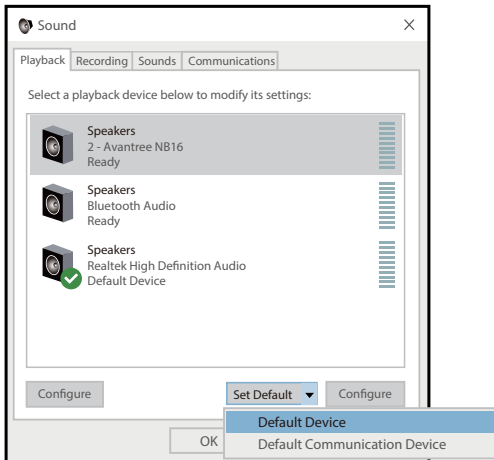 Sound
Playback Recording Sounds Communications
Select a playback device below to modify its settings:
Speakers
2 - Avantree NB16
Ready
Speakers
Bluetooth Audio
Ready
Speakers
Realtek High Definition Audio
Default Device
Configure Set Default Configure
Default Device
OK
Default Communication Device